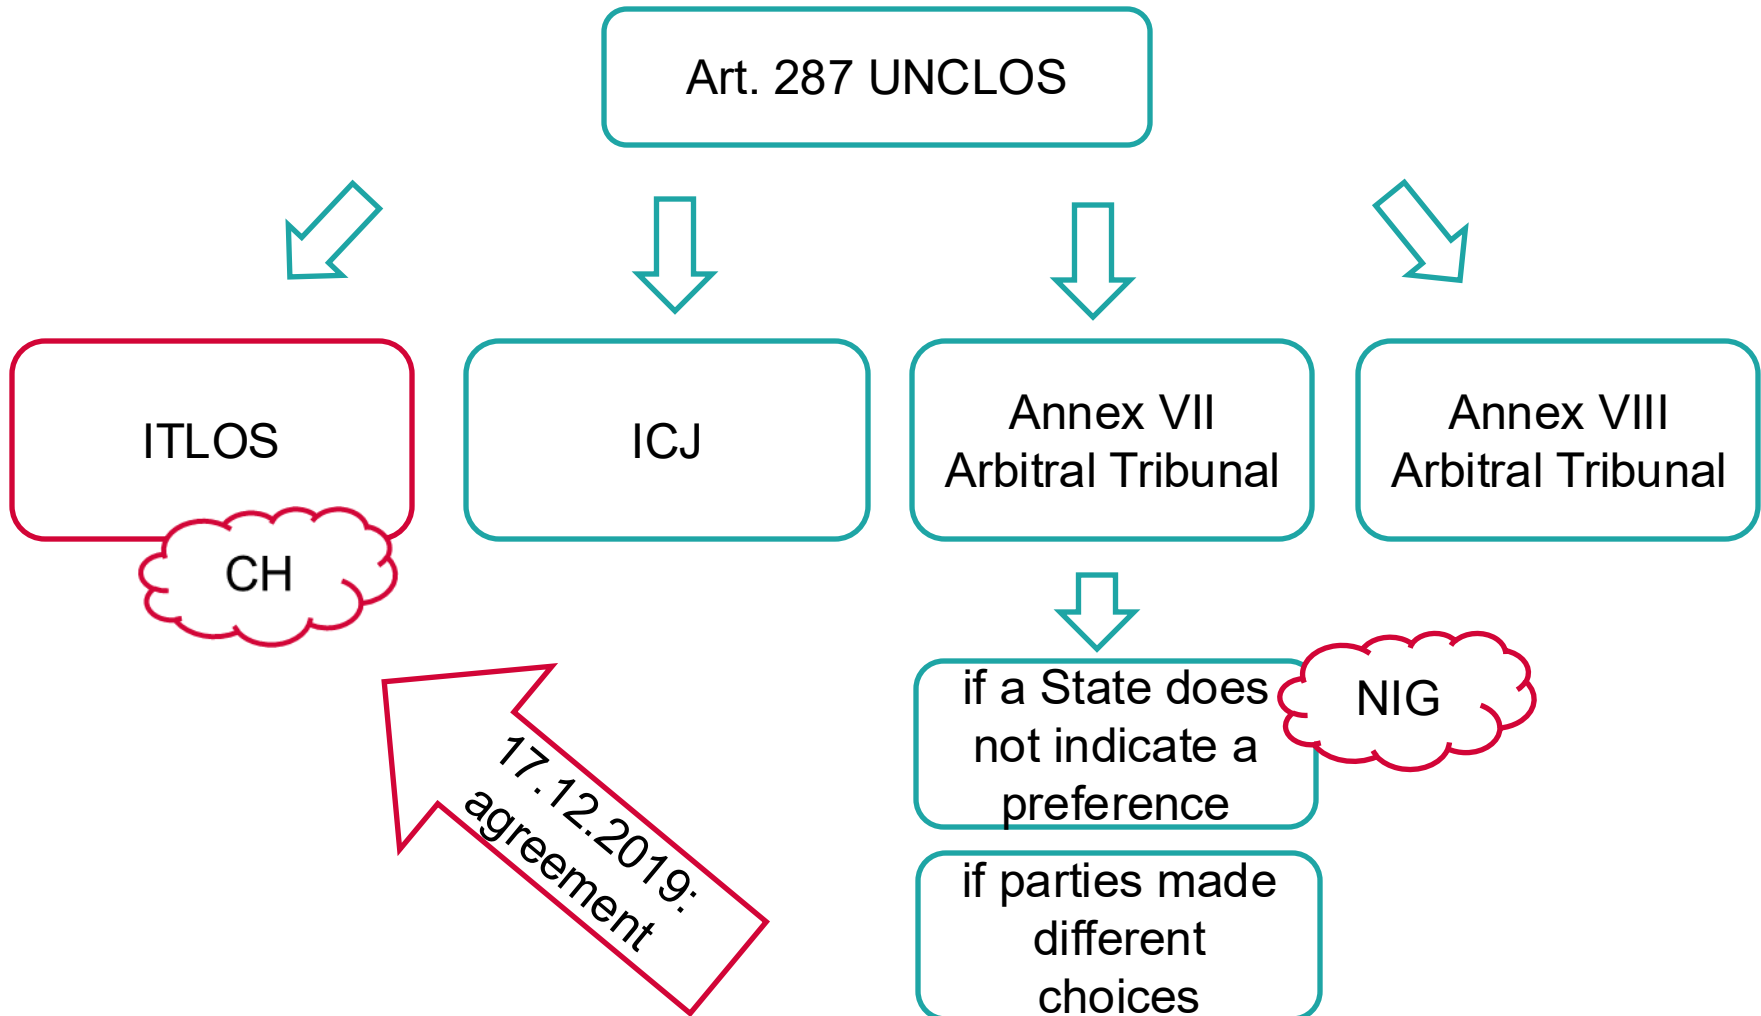 Art. 287 UNCLOS
ITLOS
ICJ
Annex VII
Arbitral Tribunal
Annex VIII
Arbitral Tribunal
CH
if a State does
not indicate a
preference
NIG
17.12.2019:
agreement
if parties made
different
choices